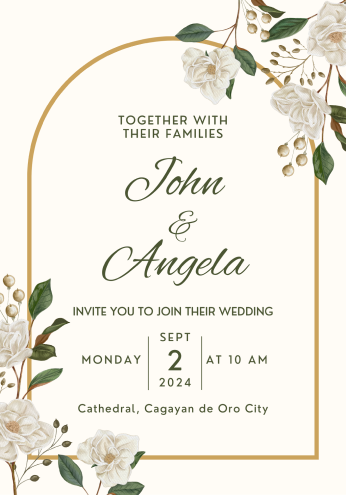 TOGETHER WITH
THEIR FAMILIES
John
&
Angela
INVITE YOU TO JOIN THEIR WEDDING
SEPT
MONDAY 2 AT 10 AM
2024
Cathedral, Cagayan de Oro City